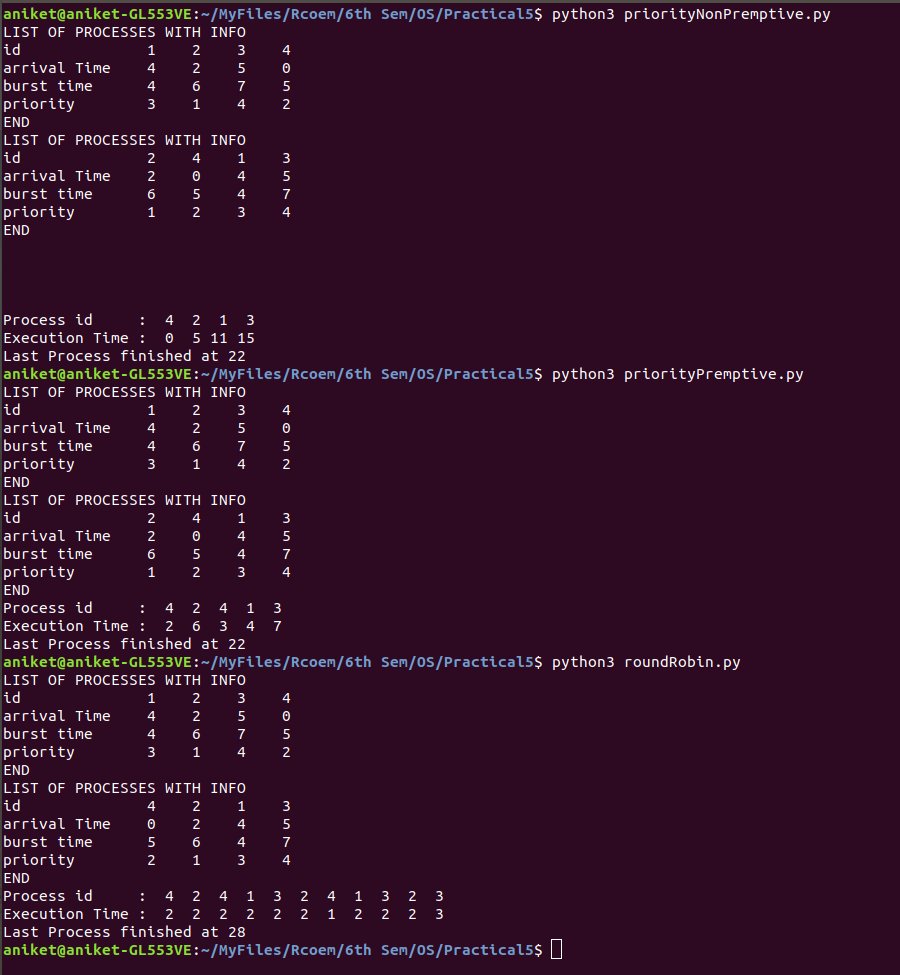 aniket@aniket-GL553VE:~/MyFiles/Rcoem/6th Sem/OS/Practical5$ python3 priorityNonPremptive.py
LIST OF PROCESSES WITH INFO
id              1    2    3    4
arrival Time    4    2    5    0
burst time      4    6    7    5
priority        3    1    4    2
END
LIST OF PROCESSES WITH INFO
id              2    4    1    3
arrival Time    2    0    4    5
burst time      6    5    4    7
priority        1    2    3    4
END
Process id     :  4  2  1  3
Execution Time :  0  5 11 15
Last Process finished at 22
aniket@aniket-GL553VE:~/MyFiles/Rcoem/6th Sem/OS/Practical5$ python3 priorityPremptive.py
LIST OF PROCESSES WITH INFO
id              1    2    3    4
arrival Time    4    2    5    0
burst time      4    6    7    5
priority        3    1    4    2
END
LIST OF PROCESSES WITH INFO
id              2    4    1    3
arrival Time    2    0    4    5
burst time      6    5    4    7
priority        1    2    3    4
END
Process id     :  4  2  4  1  3
Execution Time :  2  6  3  4  7
Last Process finished at 22
aniket@aniket-GL553VE:~/MyFiles/Rcoem/6th Sem/OS/Practical5$ python3 roundRobin.py
LIST OF PROCESSES WITH INFO
id              1    2    3    4
arrival Time    4    2    5    0
burst time      4    6    7    5
priority        3    1    4    2
END
LIST OF PROCESSES WITH INFO
id              4    2    1    3
arrival Time    0    2    4    5
burst time      5    6    4    7
priority        2    1    3    4
END
Process id     :  4  2  4  1  3  2  4  1  3  2  3
Execution Time :  2  2  2  2  2  2  1  2  2  2  3
Last Process finished at 28
aniket@aniket-GL553VE:~/MyFiles/Rcoem/6th Sem/OS/Practical5$